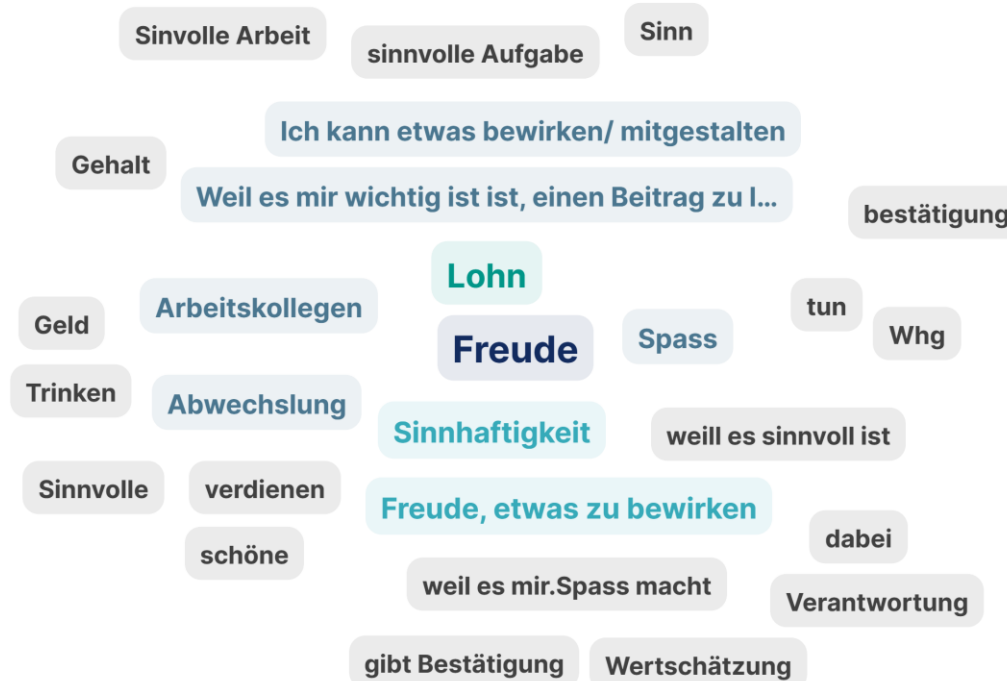 Sinvolle Arbeit
sinnvolle Aufgabe
Sinn
Ich kann etwas bewirken/ mitgestalten
Gehalt
Weil es mir wichtig ist ist, einen Beitrag zu l...
bestätigung
Lohn
Arbeitskollegen
tun
Geld
Freude
Spass
Whg
Trinken
Abwechslung
Sinnhaftigkeit
weill es sinnvoll ist
Sinnvolle
verdienen
Freude, etwas zu bewirken
dabei
schöne
weil es mir.Spass macht
Verantwortung
gibt Bestätigung
Wertschätzung